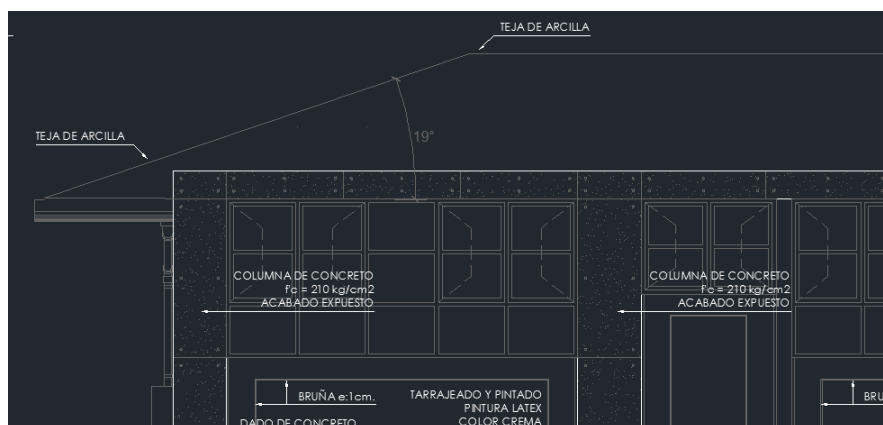 TEJA DE ARCILLA
TEJA DE ARCILLA
19°
COLUMNA DE CONCRETO
f'c = 210 kg/cm2
ACABADO EXPUESTO
COLUMNA DE CONCRETO
f'c = 210 kg/cm2
ACABADO EXPUESTO
BRUÑA e:1cm.
TARRAJEADO Y PINTADO
PINTURA LATEX
COLOR CREMA
DADO DE CONCRETO
BRU